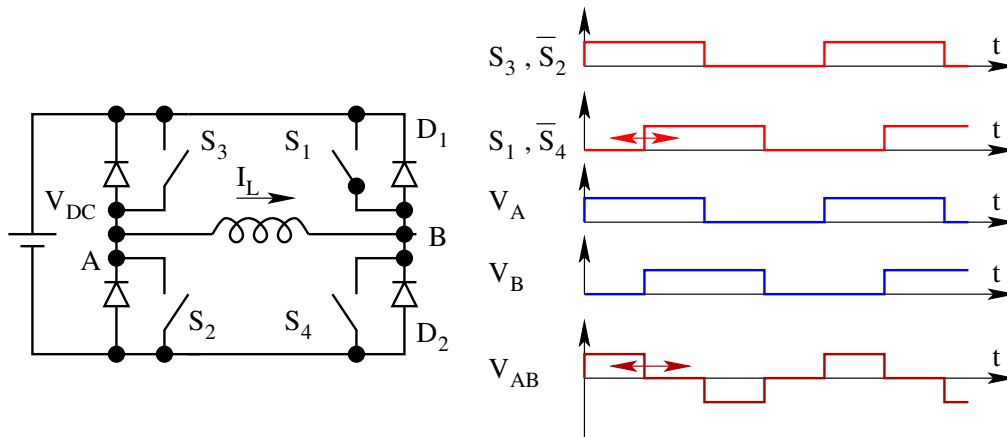 S3 , S̅2
t
S1 , S̅4
t
VA
t
VB
t
VAB
t
D1
S3
S1
IL
VDC
B
A
S2
S4
D2